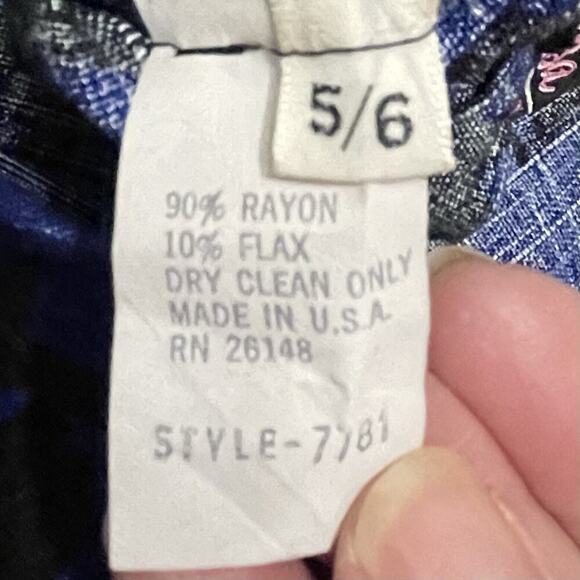 5/6
90% RAYON
10% FLAX
DRY CLEAN ONLY
MADE IN U.S.A.
RN 26148
STYLE-7781